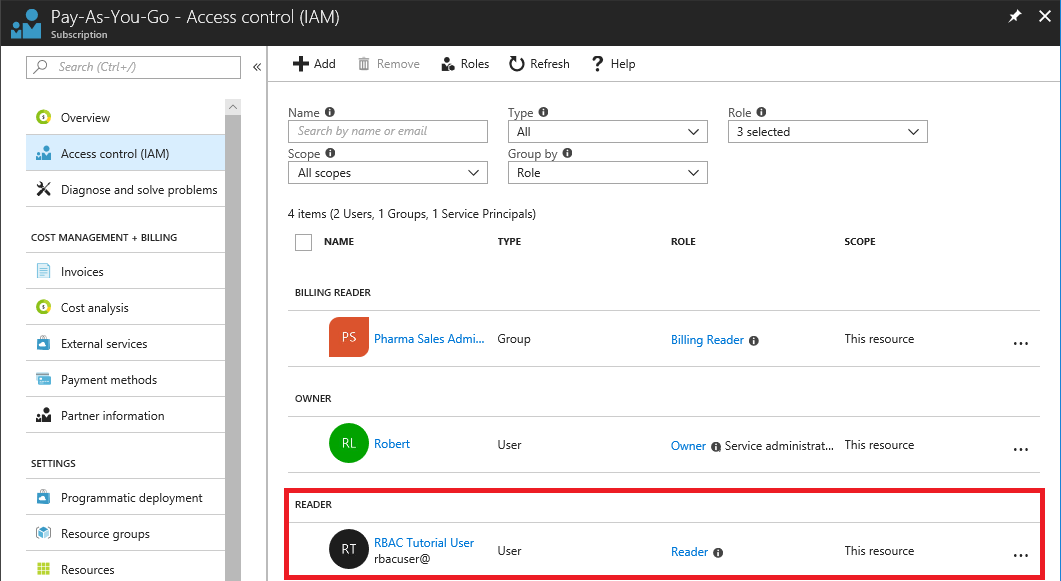 Pay-As-You-Go - Access control (IAM)
Subscription
Search (Ctrl+/)
«
Overview
Access control (IAM)
Diagnose and solve problems
COST MANAGEMENT + BILLING
Invoices
Cost analysis
External services
Payment methods
Partner information
SETTINGS
Programmatic deployment
Resource groups
Resources
Add Remove Roles Refresh Help
Name Type Role
Search by name or email All 3 selected
Scope Group by
All scopes Role
4 items (2 Users, 1 Groups, 1 Service Principals)
NAME TYPE ROLE SCOPE
BILLING READER
PS Pharma Sales Admi... Group Billing Reader This resource ...
OWNER
RL Robert User Owner Service administrat... This resource ...
READER
RT RBAC Tutorial User User Reader This resource ...
rbacuser@